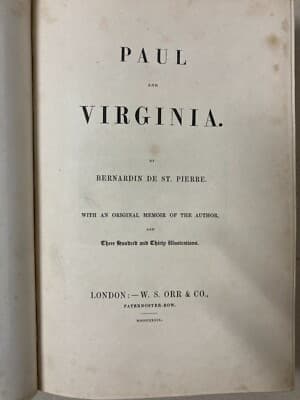 PAUL
AND
VIRGINIA.
BY
BERNARDIN DE ST. PIERRE.
WITH AN ORIGINAL MEMOIR OF THE AUTHOR,
AND
Three Hundred and Thirty Illustrations.
LONDON:—W. S. ORR & CO.,
PATERNOSTER-ROW.